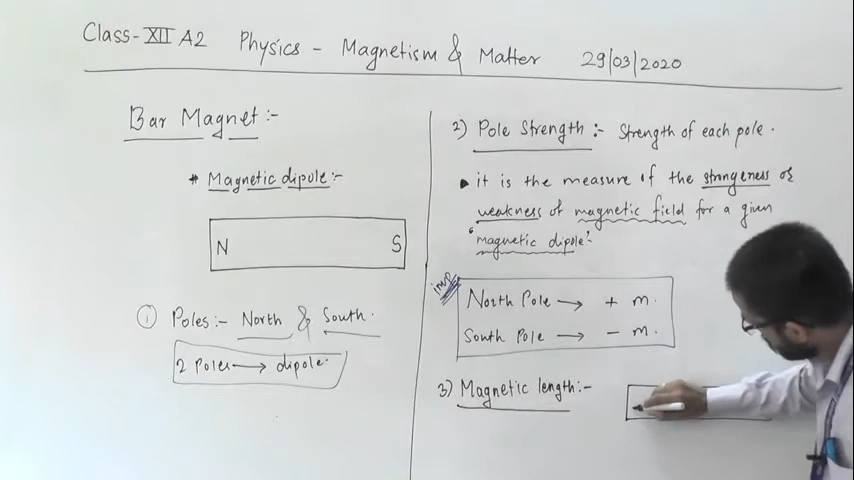 Class-XII A2 Physics - Magnetism & Matter 29/03/2020
Bar Magnet :-
* Magnetic dipole :-
N S
① Poles :- North & South.
2 Poles → dipole.
2) Pole Strength :- Strength of each pole.
▸ it is the measure of the strongeness or
weakness of magnetic field for a given
'magnetic dipole'.
imp
North Pole → + m.
South Pole → - m.
3) Magnetic length :-